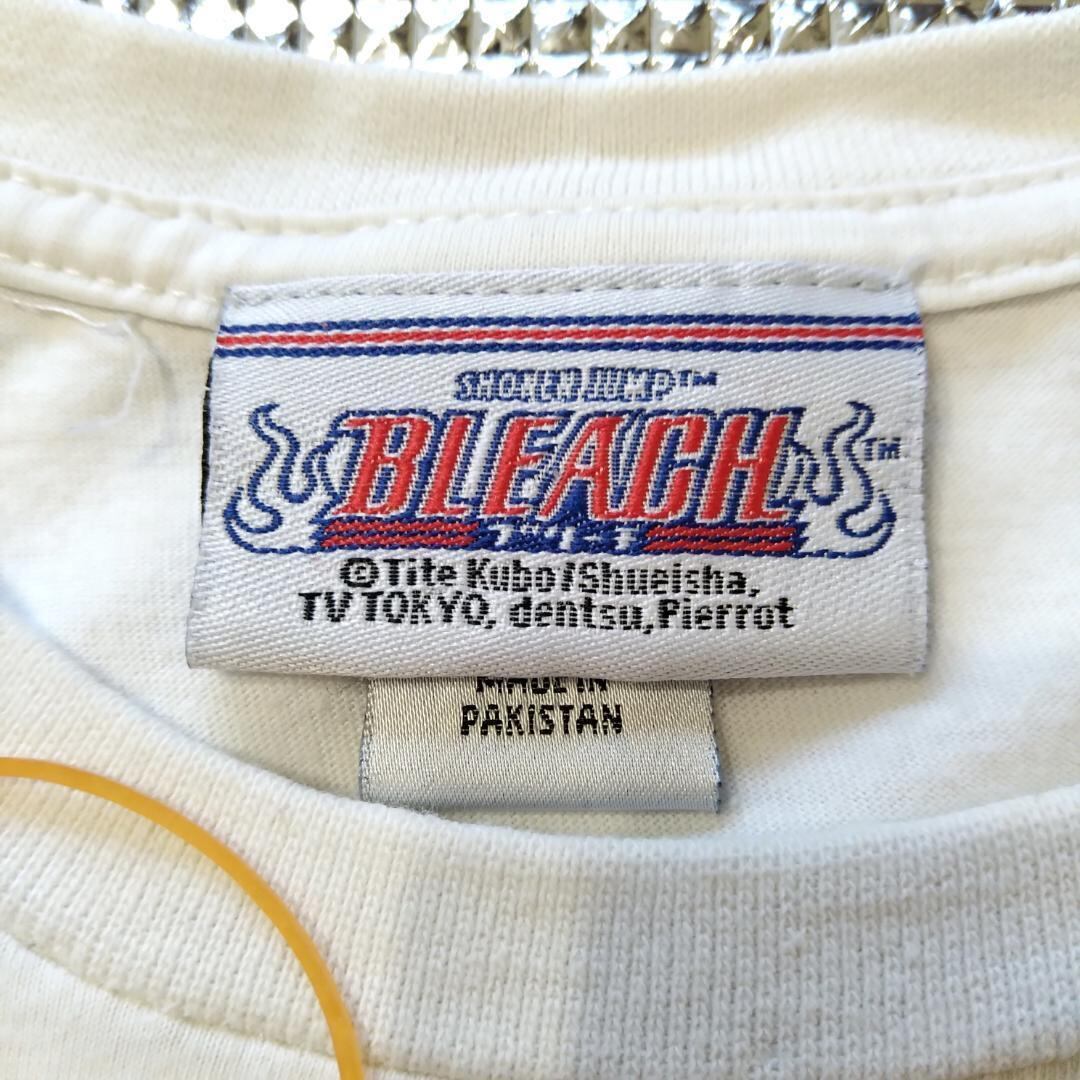 SHONEN JUMP™
BLEACH™
©Tite Kubo/Shueisha,
TV TOKYO, dentsu, Pierrot
MADE IN
PAKISTAN